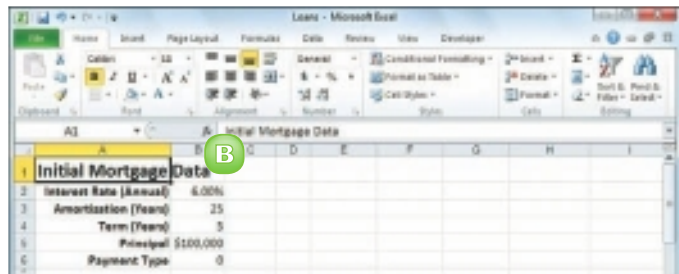 Loans - Microsoft Excel
File Home Insert Page Layout Formulas Data Review View Developer
Calibri 18 General Conditional Formatting Insert
Paste B I U $ % Format as Table Delete Sort & Find &
A Cell Styles Format Filter Select
Clipboard Font Alignment Number Styles Cells Editing
A1 Initial Mortgage Data
B
A B C D E F G H I
1 Initial Mortgage Data
2 Interest Rate (Annual) 6.00%
3 Amortization (Years) 25
4 Term (Years) 5
5 Principal $100,000
6 Payment Type 0